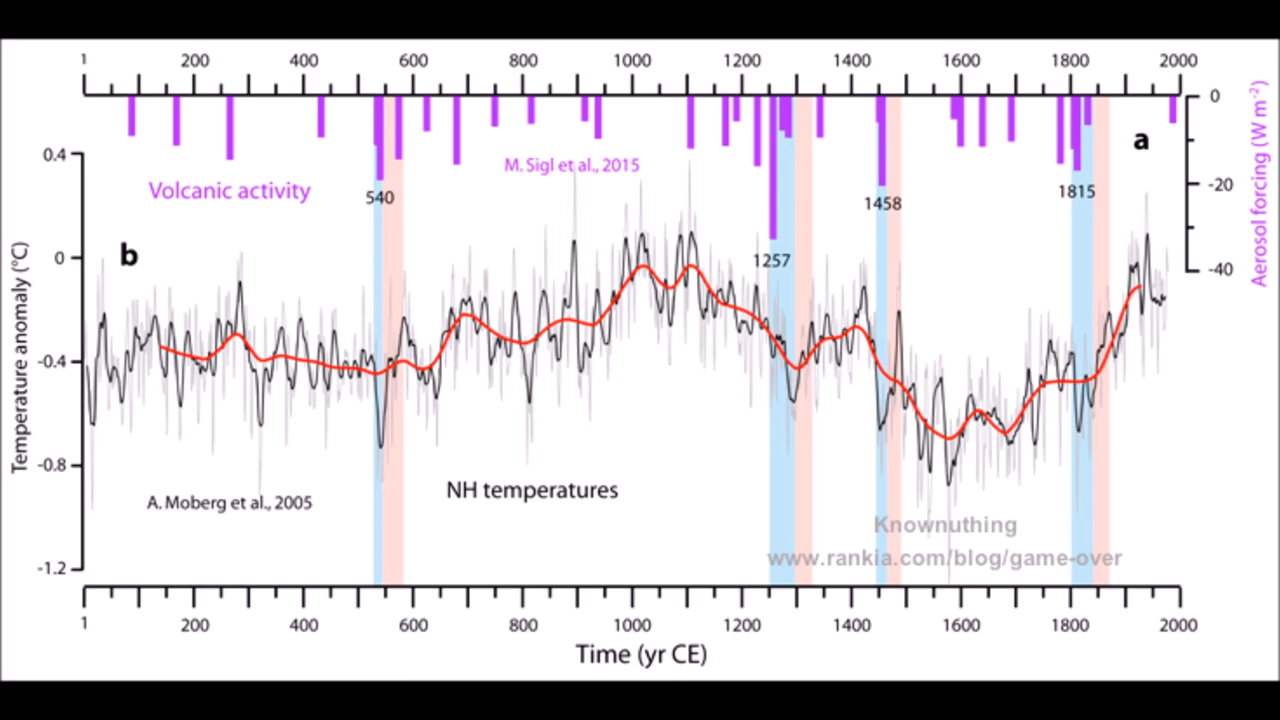 1 200 400 600 800 1000 1200 1400 1600 1800 2000
0
-20
-40
Aerosol forcing (W m⁻²)
a
0.4
0
-0.4
-0.8
-1.2
Temperature anomaly (°C)
M. Sigl et al., 2015
Volcanic activity
540
1257
1458
1815
b
A. Moberg et al., 2005
NH temperatures
Knownuthing
www.rankia.com/blog/game-over
1 200 400 600 800 1000 1200 1400 1600 1800 2000
Time (yr CE)